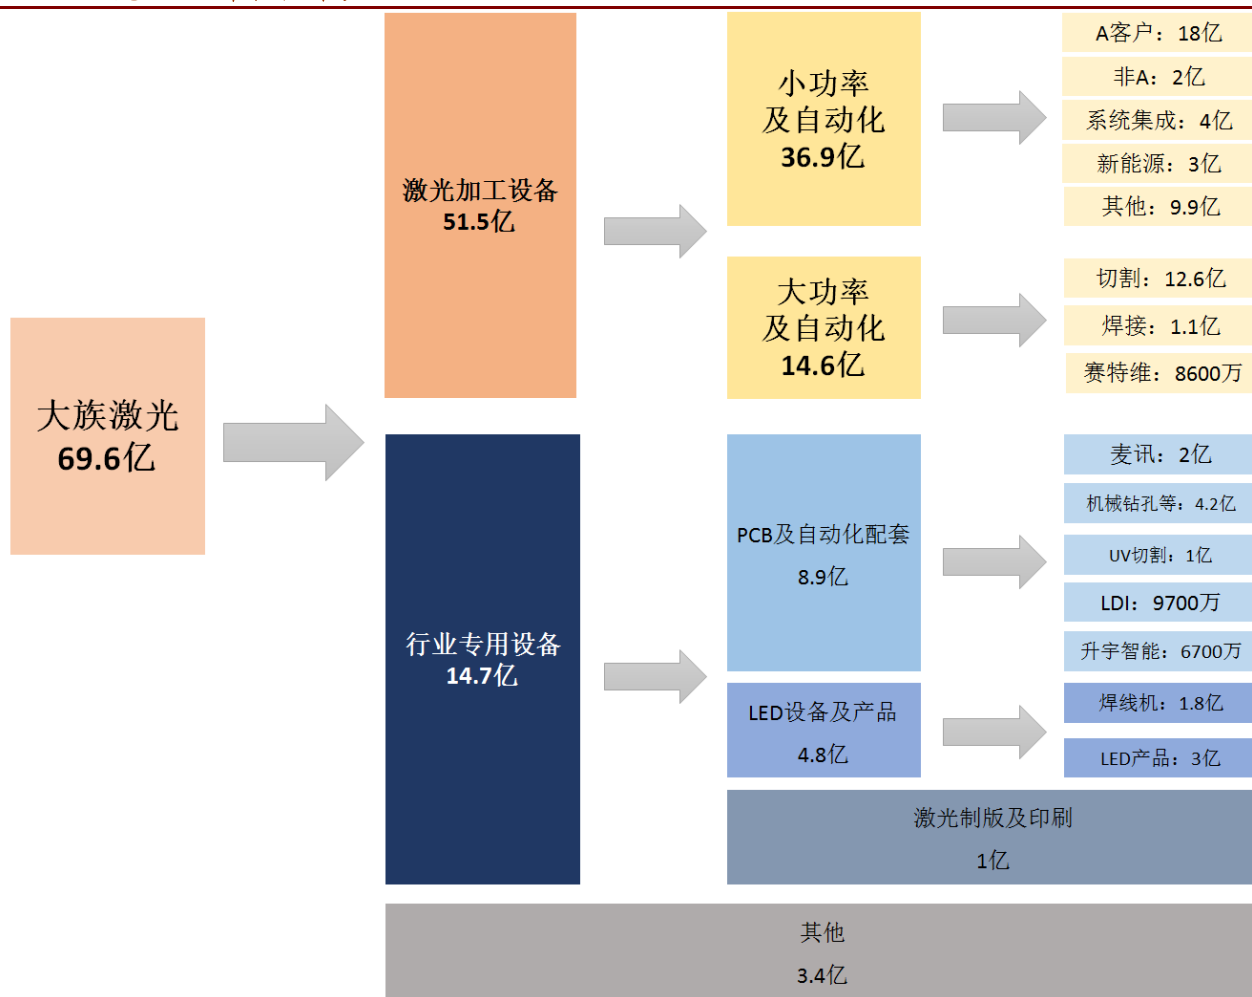 大族激光
69.6亿
激光加工设备
51.5亿
小功率
及自动化
36.9亿
A客户：18亿
非A：2亿
系统集成：4亿
新能源：3亿
其他：9.9亿
大功率
及自动化
14.6亿
切割：12.6亿
焊接：1.1亿
赛特维：8600万
行业专用设备
14.7亿
PCB及自动化配套
8.9亿
麦讯：2亿
机械钻孔等：4.2亿
UV切割：1亿
LDI：9700万
升宇智能：6700万
LED设备及产品
4.8亿
焊线机：1.8亿
LED产品：3亿
激光制版及印刷
1亿
其他
3.4亿